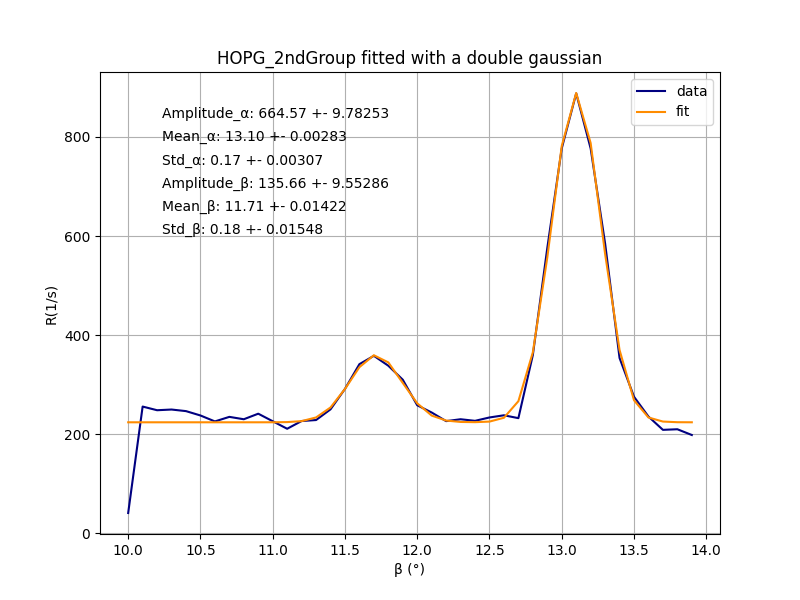 HOPG_2ndGroup fitted with a double gaussian
Amplitude_α: 664.57 +- 9.78253
Mean_α: 13.10 +- 0.00283
Std_α: 0.17 +- 0.00307
Amplitude_β: 135.66 +- 9.55286
Mean_β: 11.71 +- 0.01422
Std_β: 0.18 +- 0.01548
data
fit
R(1/s)
800
600
400
200
0
10.0 10.5 11.0 11.5 12.0 12.5 13.0 13.5 14.0
β (°)